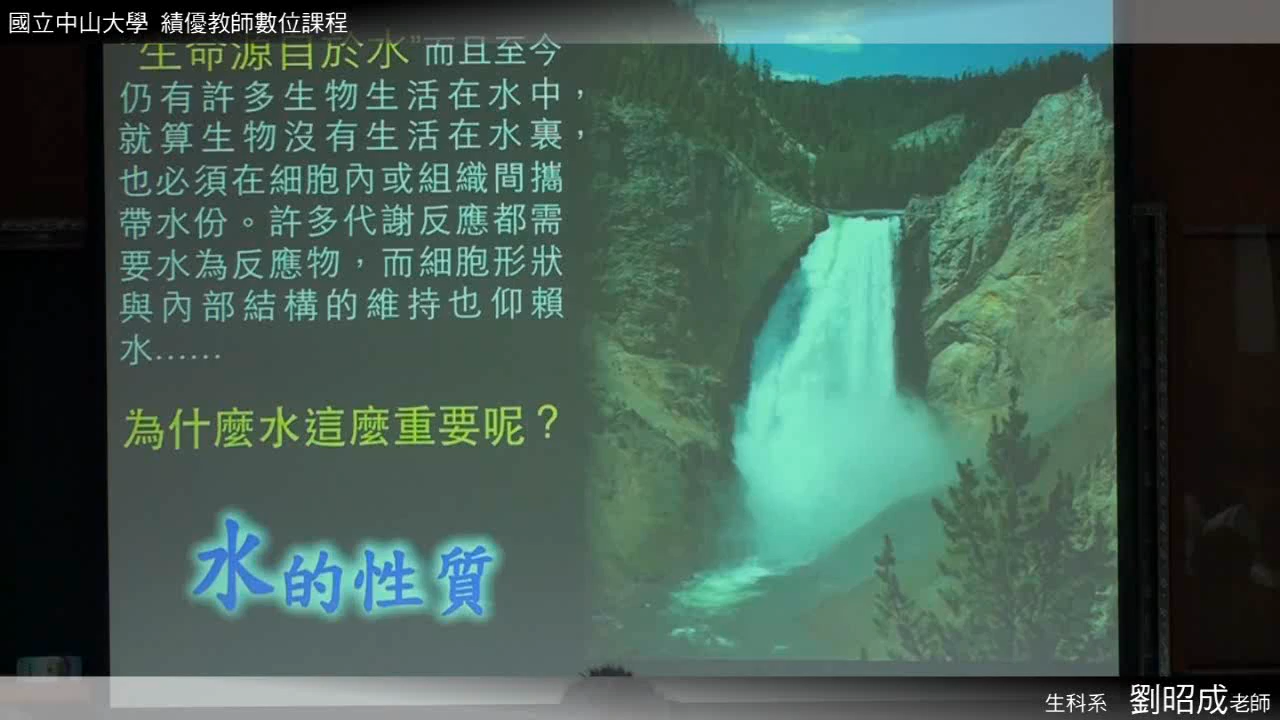 國立中山大學 績優教師數位課程
"生命源自於水"而且至今
仍有許多生物生活在水中，
就算生物沒有生活在水裏，
也必須在細胞內或組織間攜
帶水份。許多代謝反應都需
要水為反應物，而細胞形狀
與內部結構的維持也仰賴
水……
為什麼水這麼重要呢？
水的性質
生科系 劉昭成老師